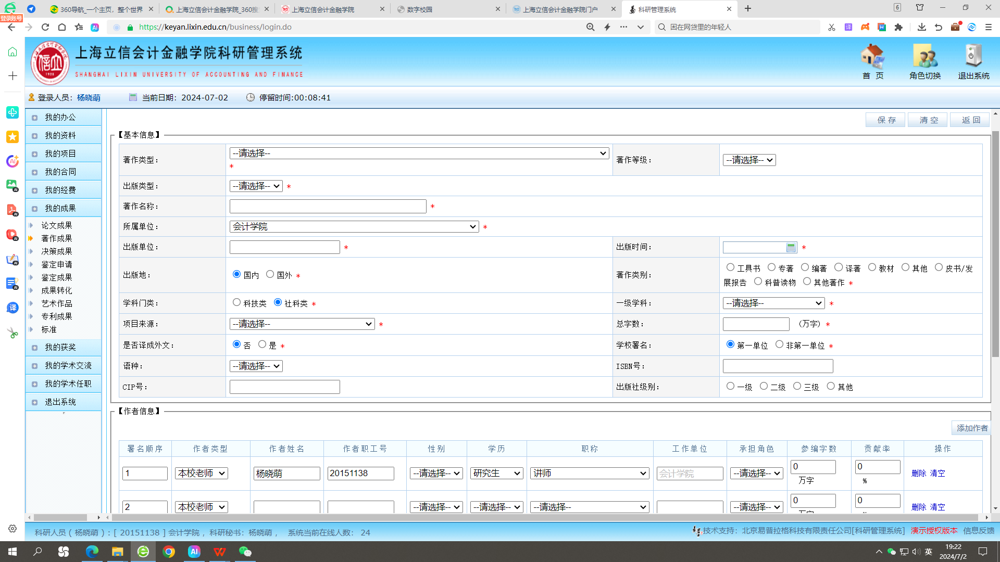 360导航_一个主页，整个世界
上海立信会计金融学院_360搜
上海立信会计金融学院
数字校园
上海立信会计金融学院门户
科研管理系统
6
登录账号
https://keyan.lixin.edu.cn/business/login.do
困在网贷里的年轻人
上海立信会计金融学院科研管理系统
SHANGHAI LIXIN UNIVERSITY OF ACCOUNTING AND FINANCE
首 页
角色切换
退出系统
登录人员：杨晓萌
当前日期：2024-07-02
停留时间:00:08:41
我的办公
我的资料
我的项目
我的合同
我的经费
我的成果
论文成果
著作成果
决策成果
鉴定申请
鉴定成果
成果转化
艺术作品
专利成果
标准
我的获奖
我的学术交流
我的学术任职
退出系统
保 存 清 空 返 回
【基本信息】
著作类型： --请选择-- *
著作等级： --请选择--
出版类型： --请选择-- *
著作名称： *
所属单位： 会计学院 *
出版单位： * 出版时间： *
出版地： 国内 国外 *
著作类别： 工具书 专著 编著 译著 教材 其他 皮书/发
展报告 科普读物 其他著作 *
学科门类： 科技类 社科类 * 一级学科： --请选择-- *
项目来源： --请选择-- * 总字数： （万字） *
是否译成外文： 否 是 * 学校署名： 第一单位 非第一单位 *
语种： --请选择-- ISBN号：
CIP号： 出版社级别： 一级 二级 三级 其他
【作者信息】
添加作者
署名顺序 作者类型 作者姓名 作者职工号 性别 学历 职称 工作单位 承担角色 参编字数 贡献率 操作
1 本校老师 杨晓萌 20151138 --请选择-- 研究生 讲师 会计学院 --请选择-- 0 万字 0 % 删除 清空
2 本校老师 --请选择-- --请选择-- --请选择-- --请选择-- 0 0 删除 清空
科研人员（杨晓萌）：[ 20151138 ] 会计学院 ，科研秘书：杨晓萌 ， 系统当前在线人数： 24
技术支持：北京易普拉格科技有限责任公司[科研管理系统] 演示授权版本 信息反馈
英
19:22
2024/7/2